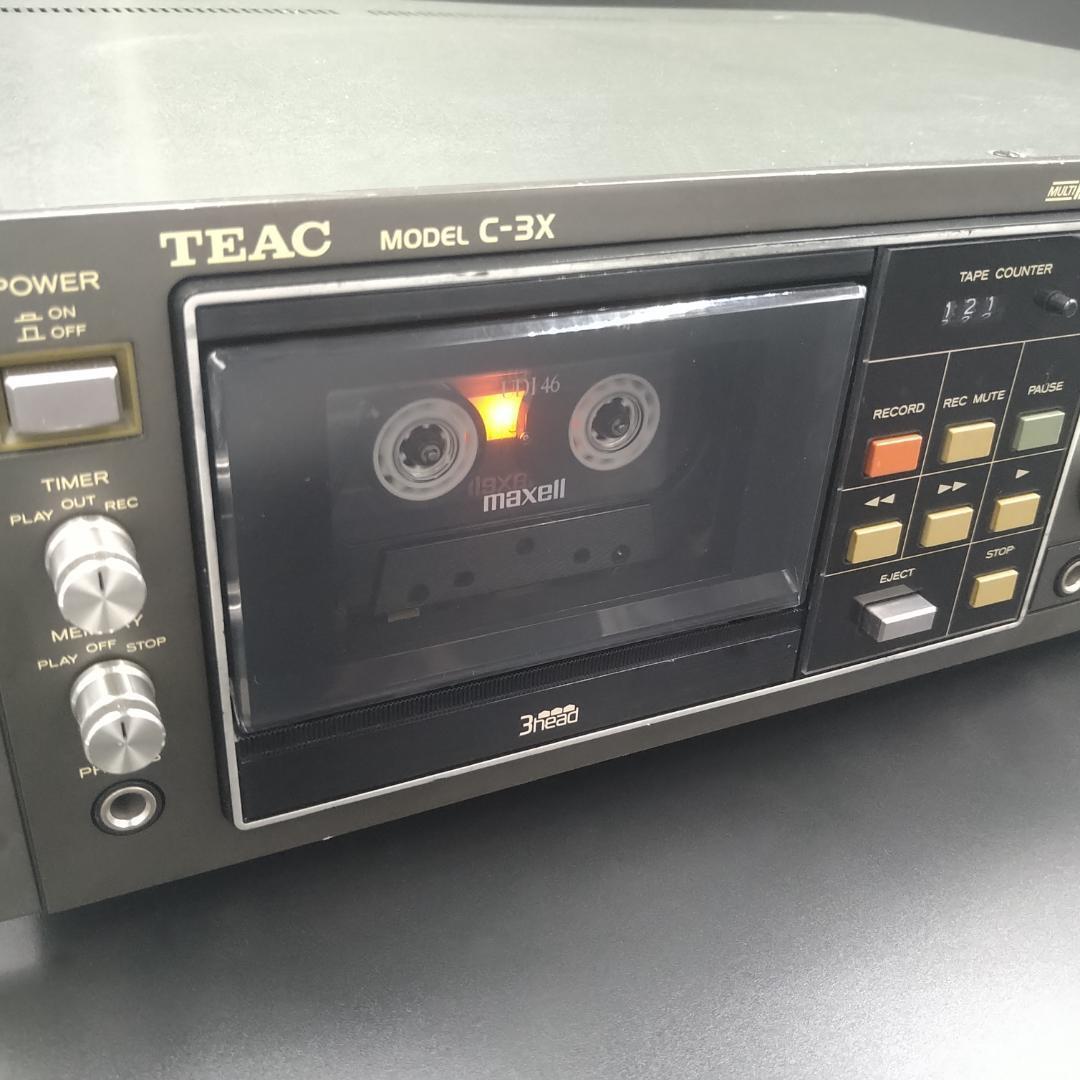 TEAC MODEL C-3X
MULTI
POWER
ON
OFF
TIMER
PLAY OUT REC
PLAY OFF STOP
UDI 46
maxell
3head
TAPE COUNTER
121
RECORD
REC MUTE
PAUSE
EJECT
STOP